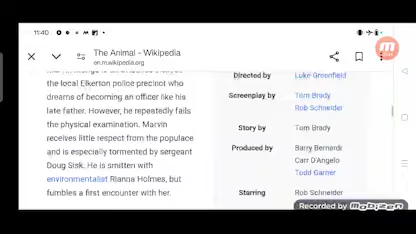 11:40
The Animal - Wikipedia
en.m.wikipedia.org
the local Elkerton police precinct who
dreams of becoming an officer like his
late father. However, he repeatedly fails
the physical examination. Marvin
receives little respect from the populace
and is especially tormented by sergeant
Doug Sisk. He is smitten with
environmentalist Rianna Holmes, but
fumbles a first encounter with her.
Directed by Luke Greenfield
Screenplay by Tom Brady
Rob Schneider
Story by Tom Brady
Produced by Barry Bernardi
Carr D'Angelo
Todd Garner
Starring Rob Schneider
Recorded by mobizen